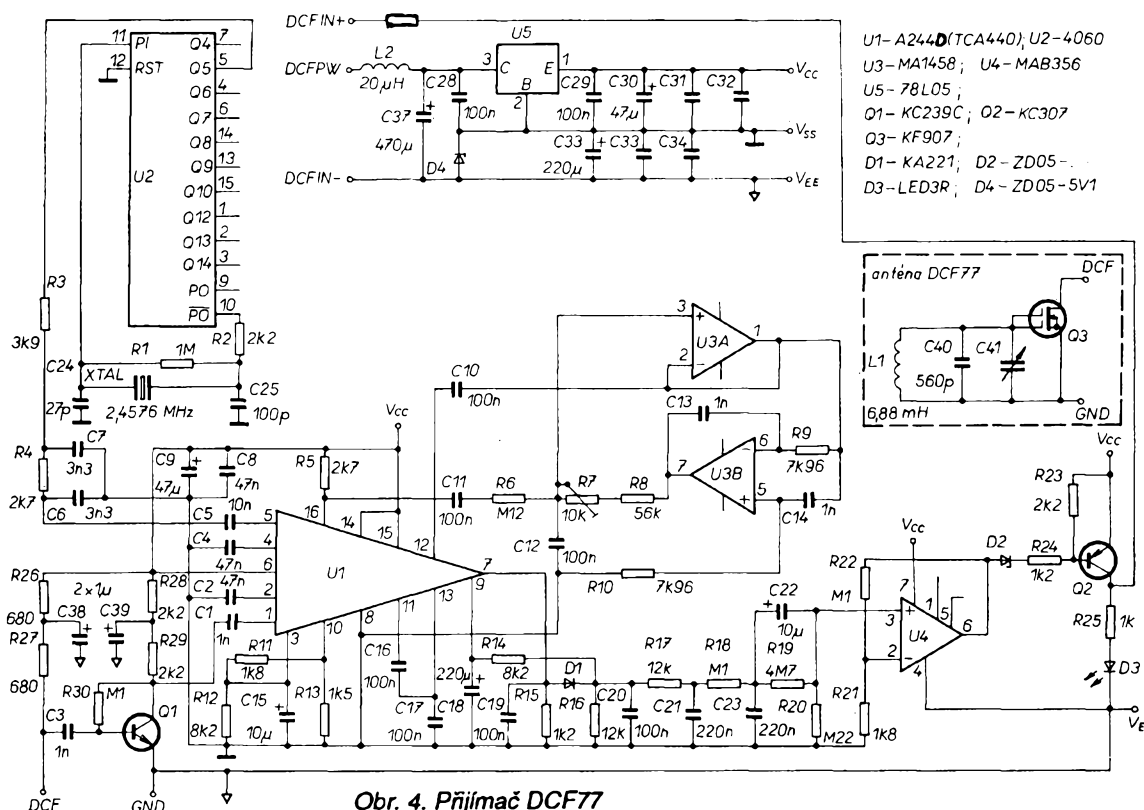 DCFIN+
DCFPW
L2
20µH
C37
470µ
C28
100n
D4
DCFIN-
U5
3
C
E
1
B
2
C29
100n
C30
47µ
C31
C32
C33
220µ
C33
C34
VCC
VSS
VEE
U1-A244D(TCA440); U2-4060
U3-MA1458; U4-MAB356
U5-78L05;
Q1-KC239C; Q2-KC307
Q3-KF907;
D1-KA221; D2-ZD05-..
D3-LED3R; D4-ZD05-5V1
11
PI
12
RST
U2
Q4
7
Q5
5
Q6
4
Q7
6
Q8
14
Q9
13
Q10
15
Q12
1
Q13
2
Q14
3
PO
9
PO
10
R3
3k9
R2
2k2
R1
1M
C24
27p
XTAL
2,4576 MHz
C25
100p
anténa DCF77
L1
6,88 mH
C40
560p
C41
Q3
DCF
GND
R4
2k7
C7
3n3
C6
3n3
C9
47µ
C8
47n
C5
10n
C4
47n
C2
47n
C1
1n
R5
2k7
Vcc
U1
5
4
6
2
1
16
14
15
12
7
9
3
10
8
11
13
C10
100n
C11
100n
R6
M12
R7
10k
R8
56k
C12
100n
R10
7k96
U3A
3
2
1
C13
1n
U3B
6
5
7
R9
7k96
C14
1n
R26
680
R27
680
C38
2×1µ
C39
R28
2k2
R29
2k2
R30
M1
C3
1n
Q1
DCF
GND
R11
1k8
R12
8k2
C15
10µ
R13
1k5
C16
100n
C17
100n
C18
220µ
R14
8k2
C19
100n
R15
1k2
D1
R16
12k
C20
100n
R17
12k
C21
220n
R18
M1
C22
10µ
R19
4M7
C23
220n
R20
M22
R22
M1
R21
1k8
Vcc
U4
3
2
7
1
5
6
4
D2
R24
1k2
R23
2k2
Vcc
Q2
R25
1k
D3
VE
Obr. 4. Přijímač DCF77